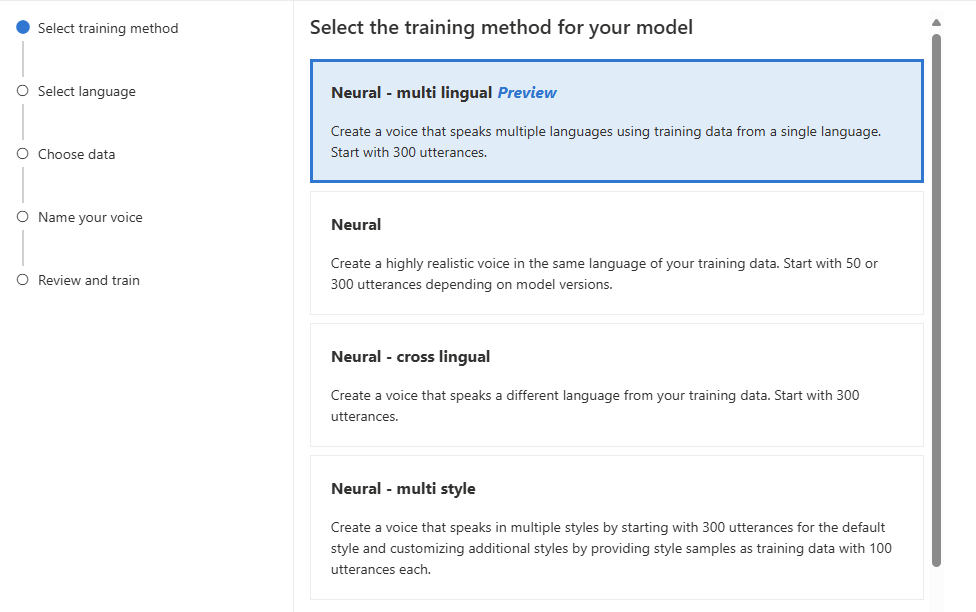 Select training method
Select language
Choose data
Name your voice
Review and train
Select the training method for your model
Neural - multi lingual Preview
Create a voice that speaks multiple languages using training data from a single language.
Start with 300 utterances.
Neural
Create a highly realistic voice in the same language of your training data. Start with 50 or
300 utterances depending on model versions.
Neural - cross lingual
Create a voice that speaks a different language from your training data. Start with 300
utterances.
Neural - multi style
Create a voice that speaks in multiple styles by starting with 300 utterances for the default
style and customizing additional styles by providing style samples as training data with 100
utterances each.